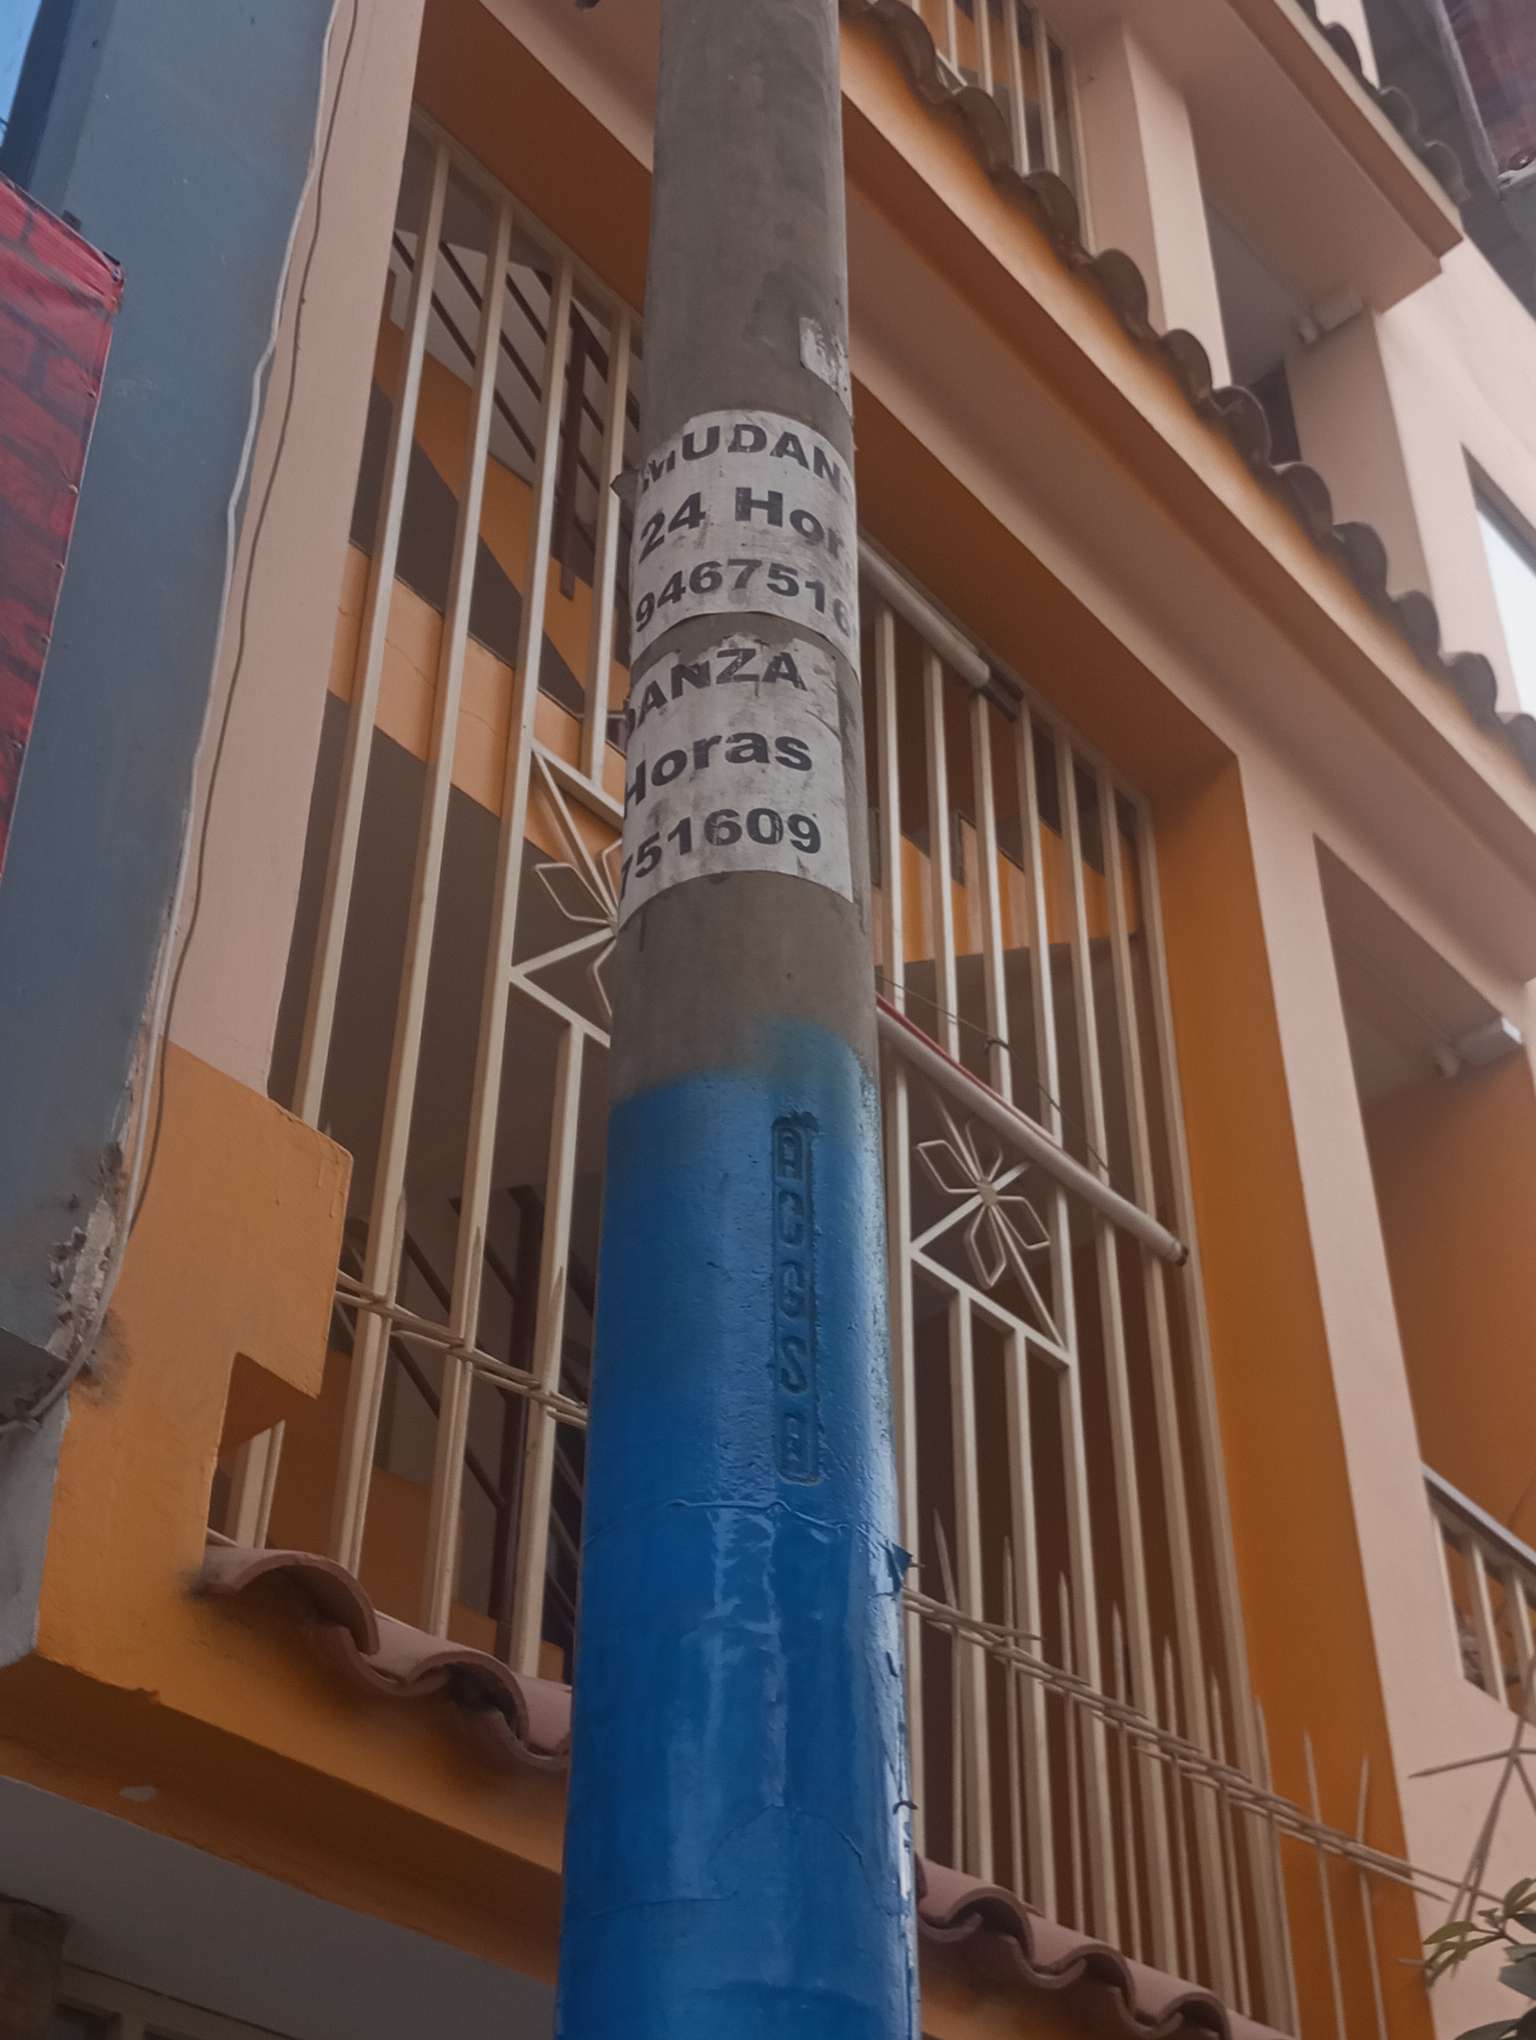 MUDAN
24 Hor
9467516
DANZA
Horas
751609